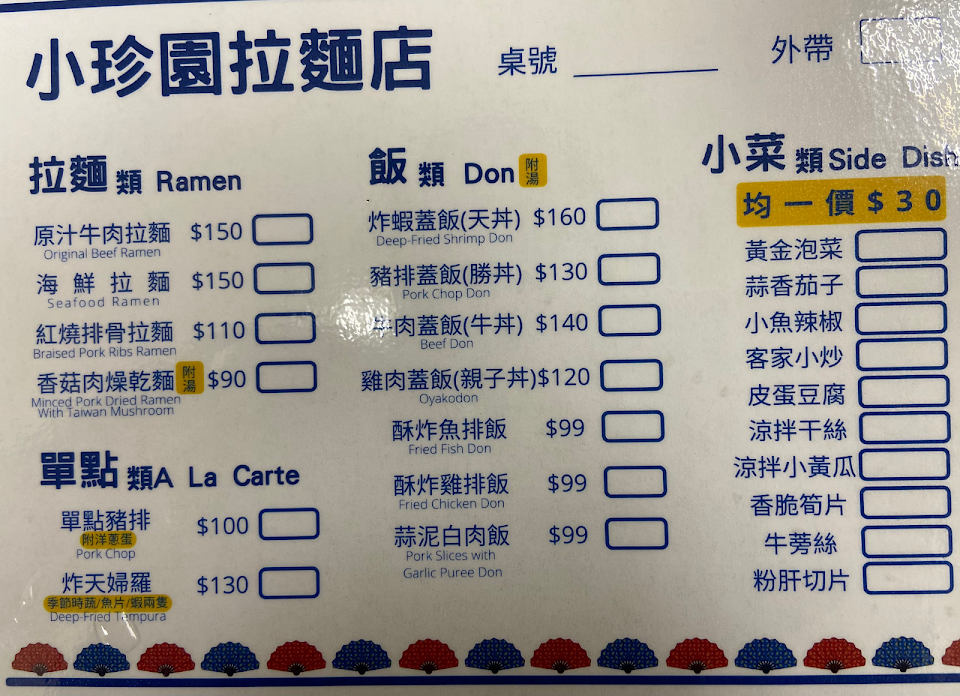 小珍園拉麵店
桌號
外帶
拉麵類 Ramen
原汁牛肉拉麵 $150
Original Beef Ramen
海鮮拉麵 $150
Seafood Ramen
紅燒排骨拉麵 $110
Braised Pork Ribs Ramen
香菇肉燥乾麵 附湯 $90
Minced Pork Dried Ramen
With Taiwan Mushroom
單點類A La Carte
單點豬排 $100
附洋蔥蛋
Pork Chop
炸天婦羅 $130
季節時蔬/魚片/蝦兩隻
Deep-Fried Tempura
飯類 Don 附湯
炸蝦蓋飯(天丼) $160
Deep-Fried Shrimp Don
豬排蓋飯(勝丼) $130
Pork Chop Don
牛肉蓋飯(牛丼) $140
Beef Don
雞肉蓋飯(親子丼)$120
Oyakodon
酥炸魚排飯 $99
Fried Fish Don
酥炸雞排飯 $99
Fried Chicken Don
蒜泥白肉飯 $99
Pork Slices with
Garlic Puree Don
小菜類Side Dish
均一價$30
黃金泡菜
蒜香茄子
小魚辣椒
客家小炒
皮蛋豆腐
涼拌干絲
涼拌小黃瓜
香脆筍片
牛蒡絲
粉肝切片